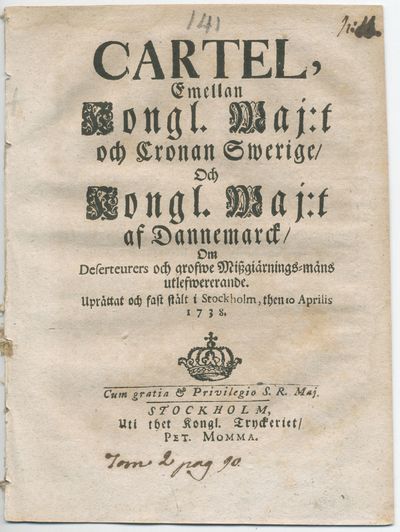 141
CARTEL,
Emellan
Kongl. Maj:t
och Cronan Swerige/
Och
Kongl. Maj:t
af Dannemarck/
Om
Deserteurers och grofwe Mißgiärnings-mäns
utlefwererande.
Uprättat och fast stält i Stockholm, then 10 Aprilis
1738.
Cum gratia & Privilegio S. R. Maj.
STOCKHOLM,
Uti thet Kongl. Tryckeriet/
PET. MOMMA.
Tom 2 pag 90.